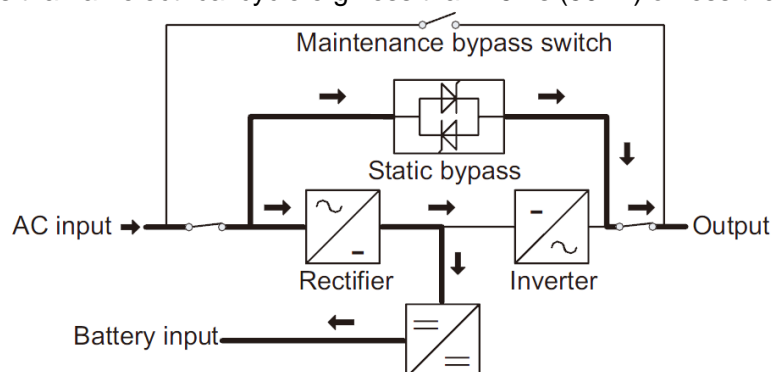 Maintenance bypass switch
Static bypass
AC input
Output
Rectifier
Inverter
Battery input